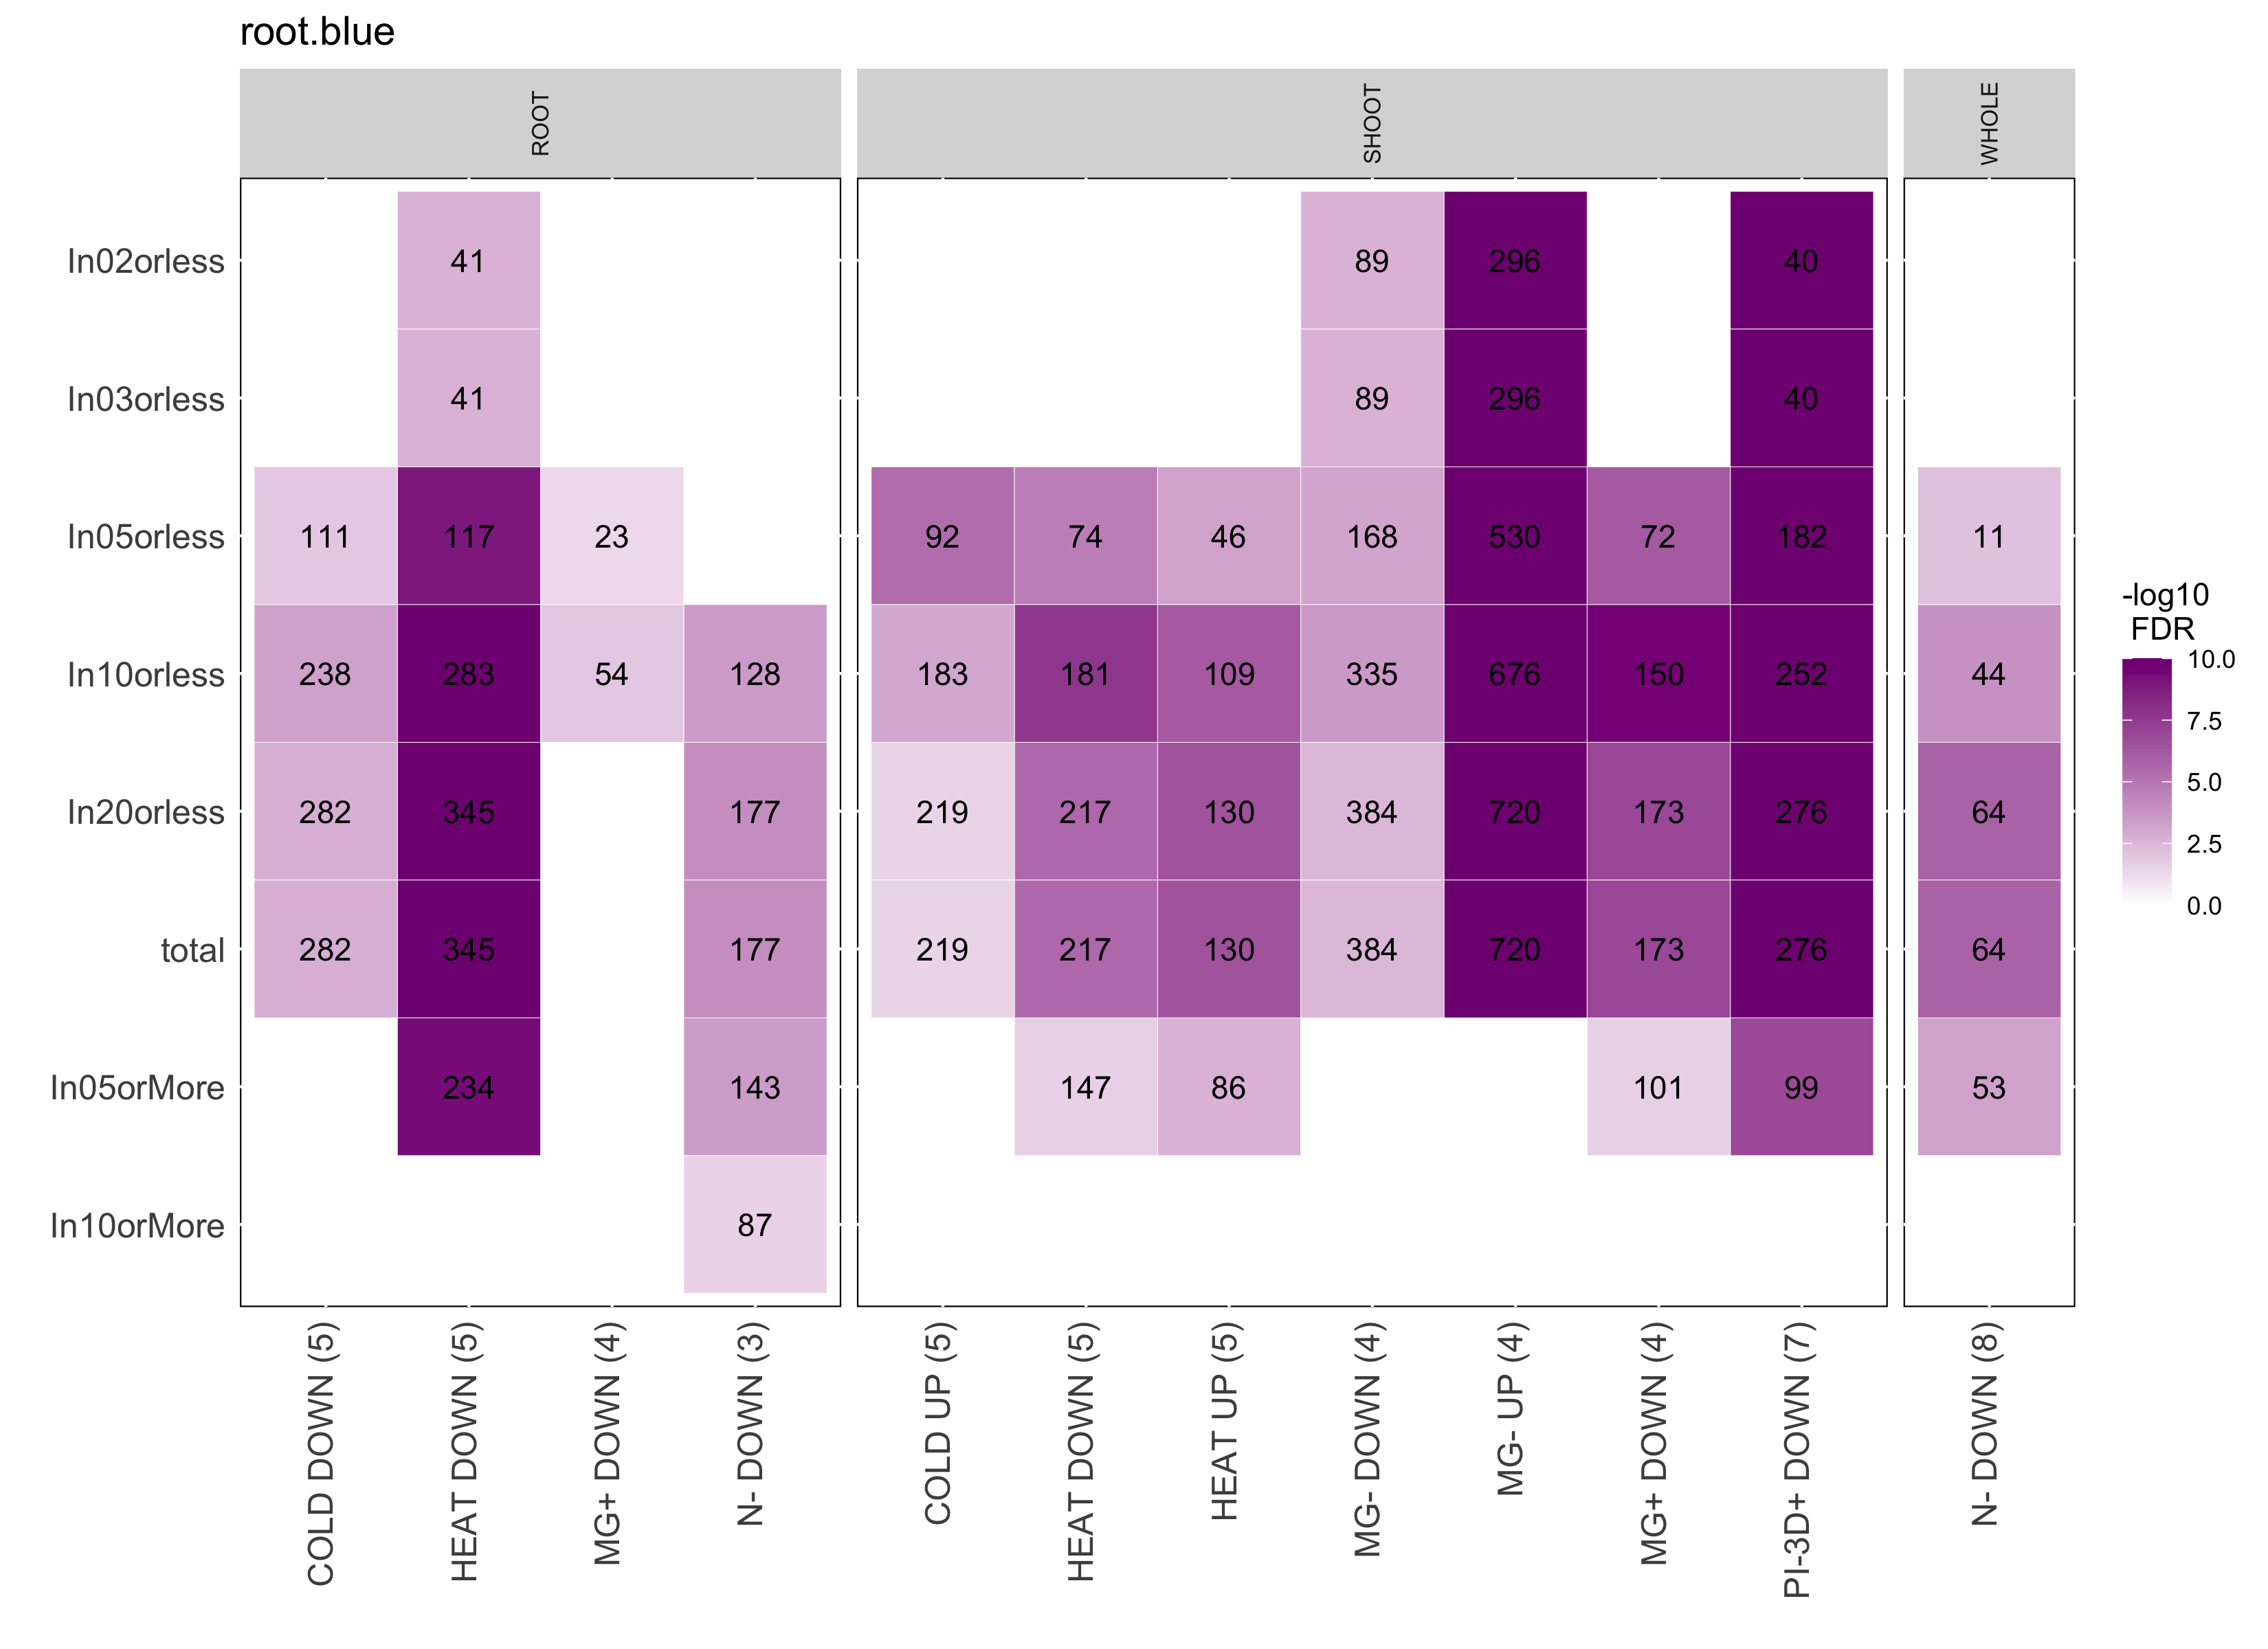 root.blue
ROOT SHOOT WHOLE
In02orless 41 89 296 40
In03orless 41 89 296 40
In05orless 111 117 23 92 74 46 168 530 72 182 11
In10orless 238 283 54 128 183 181 109 335 676 150 252 44
In20orless 282 345 177 219 217 130 384 720 173 276 64
total 282 345 177 219 217 130 384 720 173 276 64
In05orMore 234 143 147 86 101 99 53
In10orMore 87
COLD DOWN (5)
HEAT DOWN (5)
MG+ DOWN (4)
N- DOWN (3)
COLD UP (5)
HEAT DOWN (5)
HEAT UP (5)
MG- DOWN (4)
MG- UP (4)
MG+ DOWN (4)
PI-3D+ DOWN (7)
N- DOWN (8)
-log10
FDR
10.0
7.5
5.0
2.5
0.0